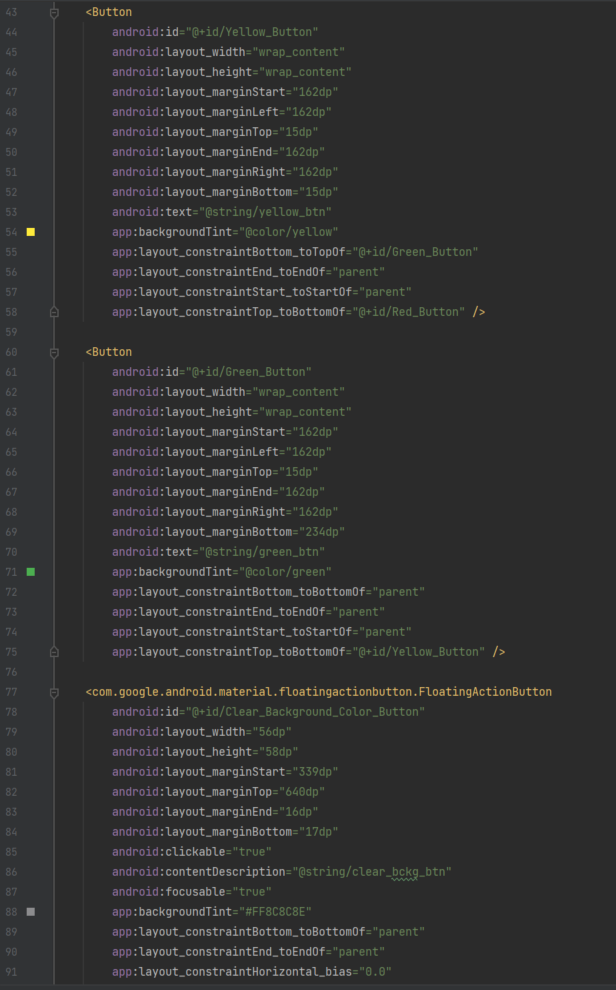 43 <Button
44 android:id="@+id/Yellow_Button"
45 android:layout_width="wrap_content"
46 android:layout_height="wrap_content"
47 android:layout_marginStart="162dp"
48 android:layout_marginLeft="162dp"
49 android:layout_marginTop="15dp"
50 android:layout_marginEnd="162dp"
51 android:layout_marginRight="162dp"
52 android:layout_marginBottom="15dp"
53 android:text="@string/yellow_btn"
54 app:backgroundTint="@color/yellow"
55 app:layout_constraintBottom_toTopOf="@+id/Green_Button"
56 app:layout_constraintEnd_toEndOf="parent"
57 app:layout_constraintStart_toStartOf="parent"
58 app:layout_constraintTop_toBottomOf="@+id/Red_Button" />
59
60 <Button
61 android:id="@+id/Green_Button"
62 android:layout_width="wrap_content"
63 android:layout_height="wrap_content"
64 android:layout_marginStart="162dp"
65 android:layout_marginLeft="162dp"
66 android:layout_marginTop="15dp"
67 android:layout_marginEnd="162dp"
68 android:layout_marginRight="162dp"
69 android:layout_marginBottom="234dp"
70 android:text="@string/green_btn"
71 app:backgroundTint="@color/green"
72 app:layout_constraintBottom_toBottomOf="parent"
73 app:layout_constraintEnd_toEndOf="parent"
74 app:layout_constraintStart_toStartOf="parent"
75 app:layout_constraintTop_toBottomOf="@+id/Yellow_Button" />
76
77 <com.google.android.material.floatingactionbutton.FloatingActionButton
78 android:id="@+id/Clear_Background_Color_Button"
79 android:layout_width="56dp"
80 android:layout_height="58dp"
81 android:layout_marginStart="339dp"
82 android:layout_marginTop="640dp"
83 android:layout_marginEnd="16dp"
84 android:layout_marginBottom="17dp"
85 android:clickable="true"
86 android:contentDescription="@string/clear_bckg_btn"
87 android:focusable="true"
88 app:backgroundTint="#FF8C8C8E"
89 app:layout_constraintBottom_toBottomOf="parent"
90 app:layout_constraintEnd_toEndOf="parent"
91 app:layout_constraintHorizontal_bias="0.0"